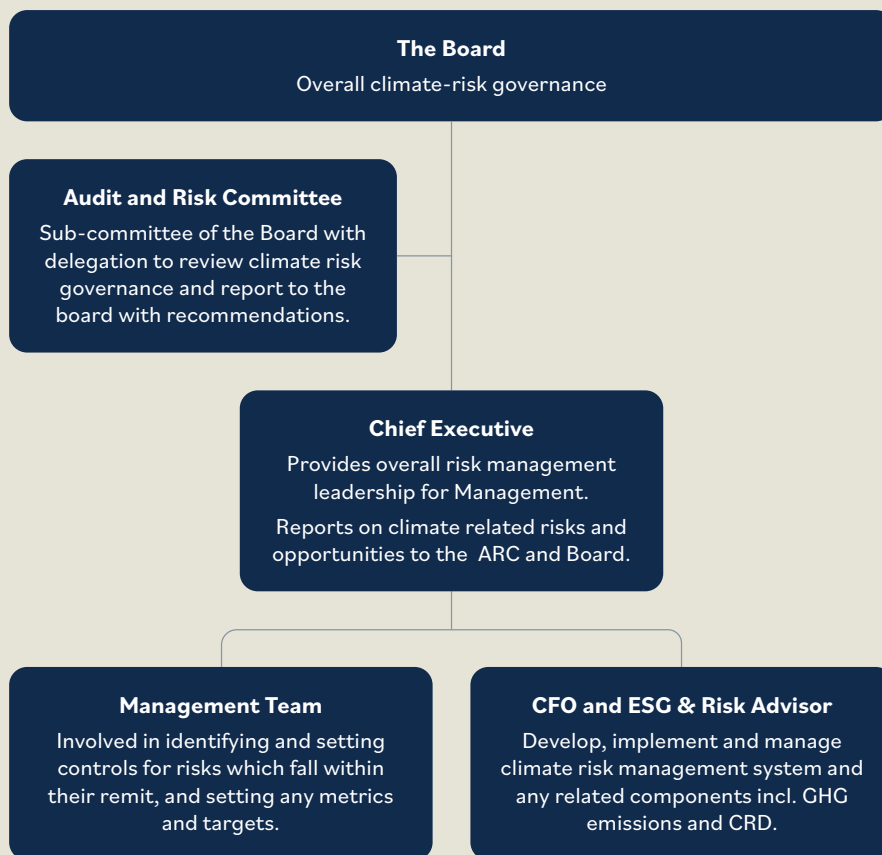 The Board
Overall climate-risk governance
Audit and Risk Committee
Sub-committee of the Board with
delegation to review climate risk
governance and report to the
board with recommendations.
Chief Executive
Provides overall risk management
leadership for Management.
Reports on climate related risks and
opportunities to the ARC and Board.
Management Team
Involved in identifying and setting
controls for risks which fall within
their remit, and setting any metrics
and targets.
CFO and ESG & Risk Advisor
Develop, implement and manage
climate risk management system and
any related components incl. GHG
emissions and CRD.